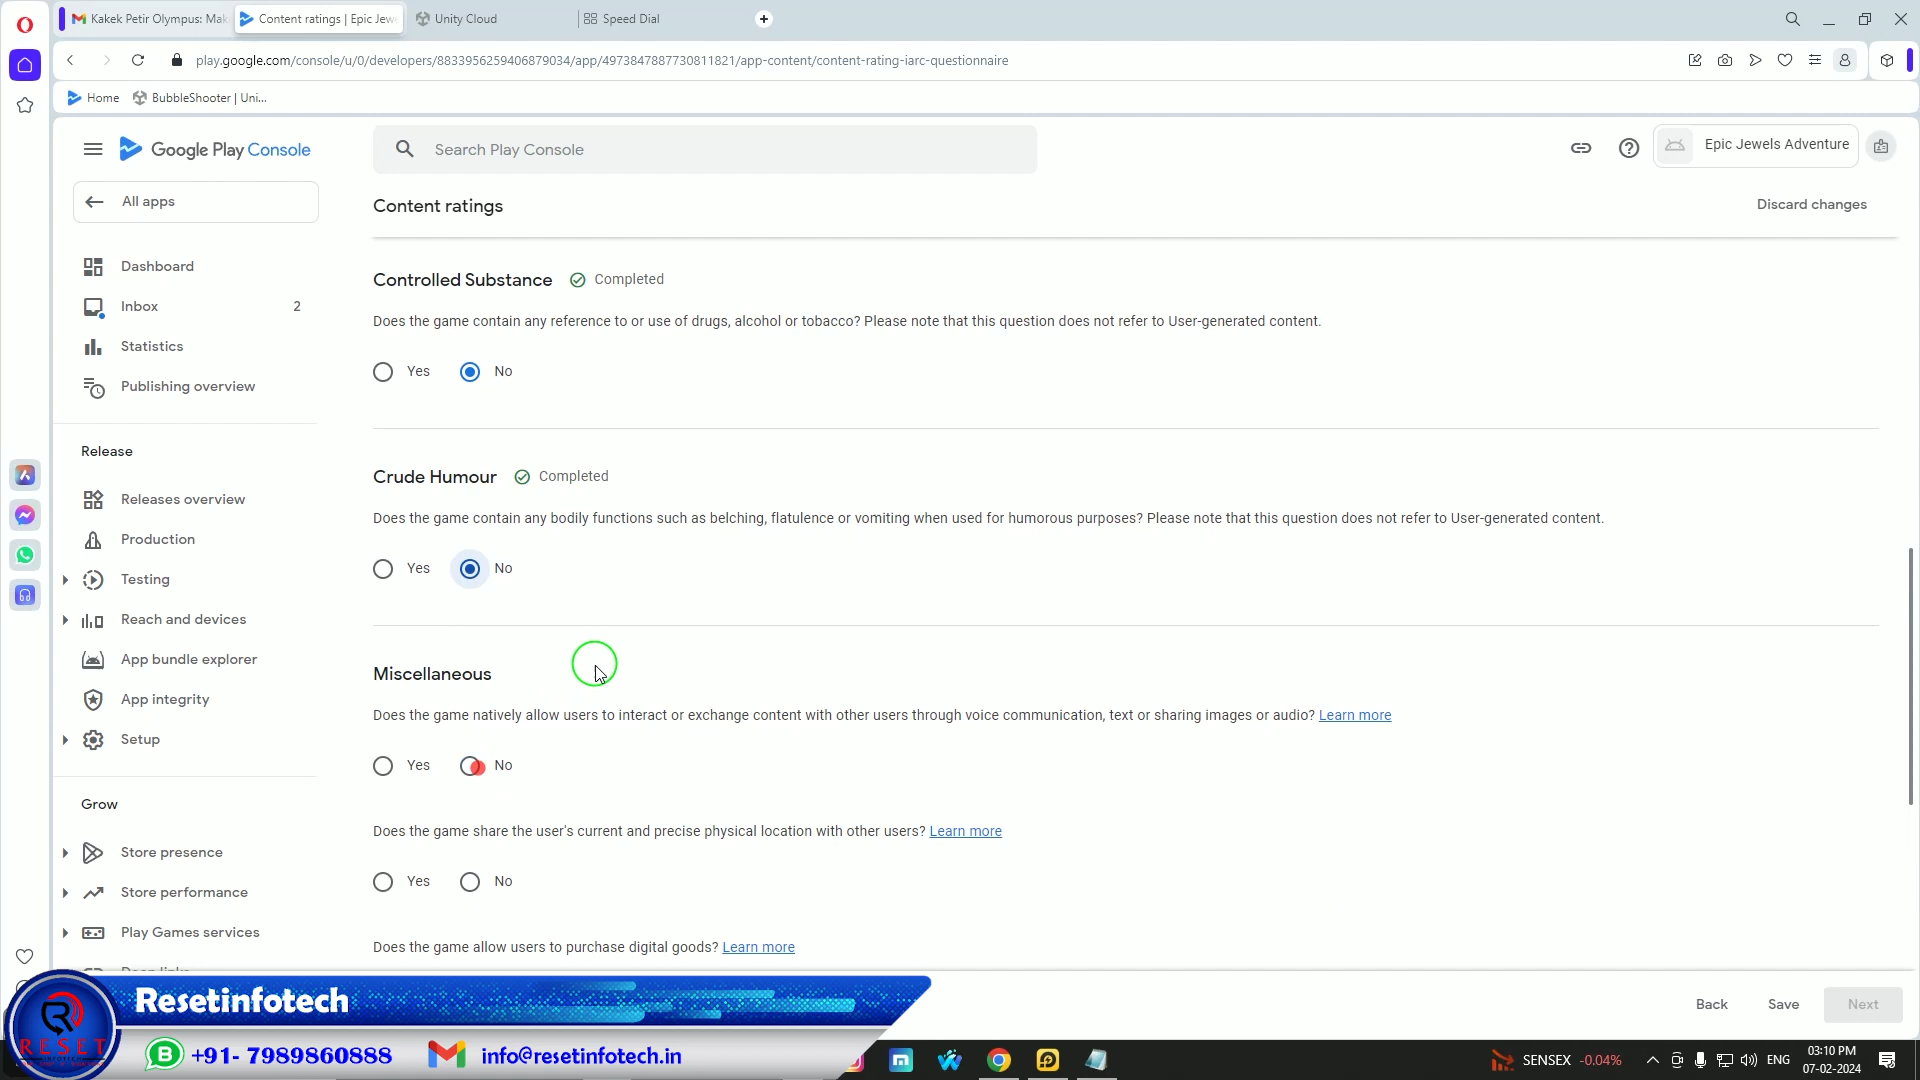 Kakek Petir Olympus: Mak
Content ratings | Epic Jew
Unity Cloud
Speed Dial
play.google.com/console/u/0/developers/8833956259406879034/app/4973847887730811821/app-content/content-rating-iarc-questionnaire
Home
BubbleShooter | Uni...
Google Play Console
Search Play Console
Epic Jewels Adventure
All apps
Content ratings
Discard changes
Dashboard
Inbox 2
Statistics
Publishing overview
Release
Releases overview
Production
Testing
Reach and devices
App bundle explorer
App integrity
Setup
Grow
Store presence
Store performance
Play Games services
Controlled Substance Completed
Does the game contain any reference to or use of drugs, alcohol or tobacco? Please note that this question does not refer to User-generated content.
Yes No
Crude Humour Completed
Does the game contain any bodily functions such as belching, flatulence or vomiting when used for humorous purposes? Please note that this question does not refer to User-generated content.
Yes No
Miscellaneous
Does the game natively allow users to interact or exchange content with other users through voice communication, text or sharing images or audio? Learn more
Yes No
Does the game share the user's current and precise physical location with other users? Learn more
Yes No
Does the game allow users to purchase digital goods? Learn more
Back Save Next
Resetinfotech
RESET
INFOTECH
+91- 7989860888
info@resetinfotech.in
SENSEX -0.04%
ENG
03:10 PM
07-02-2024